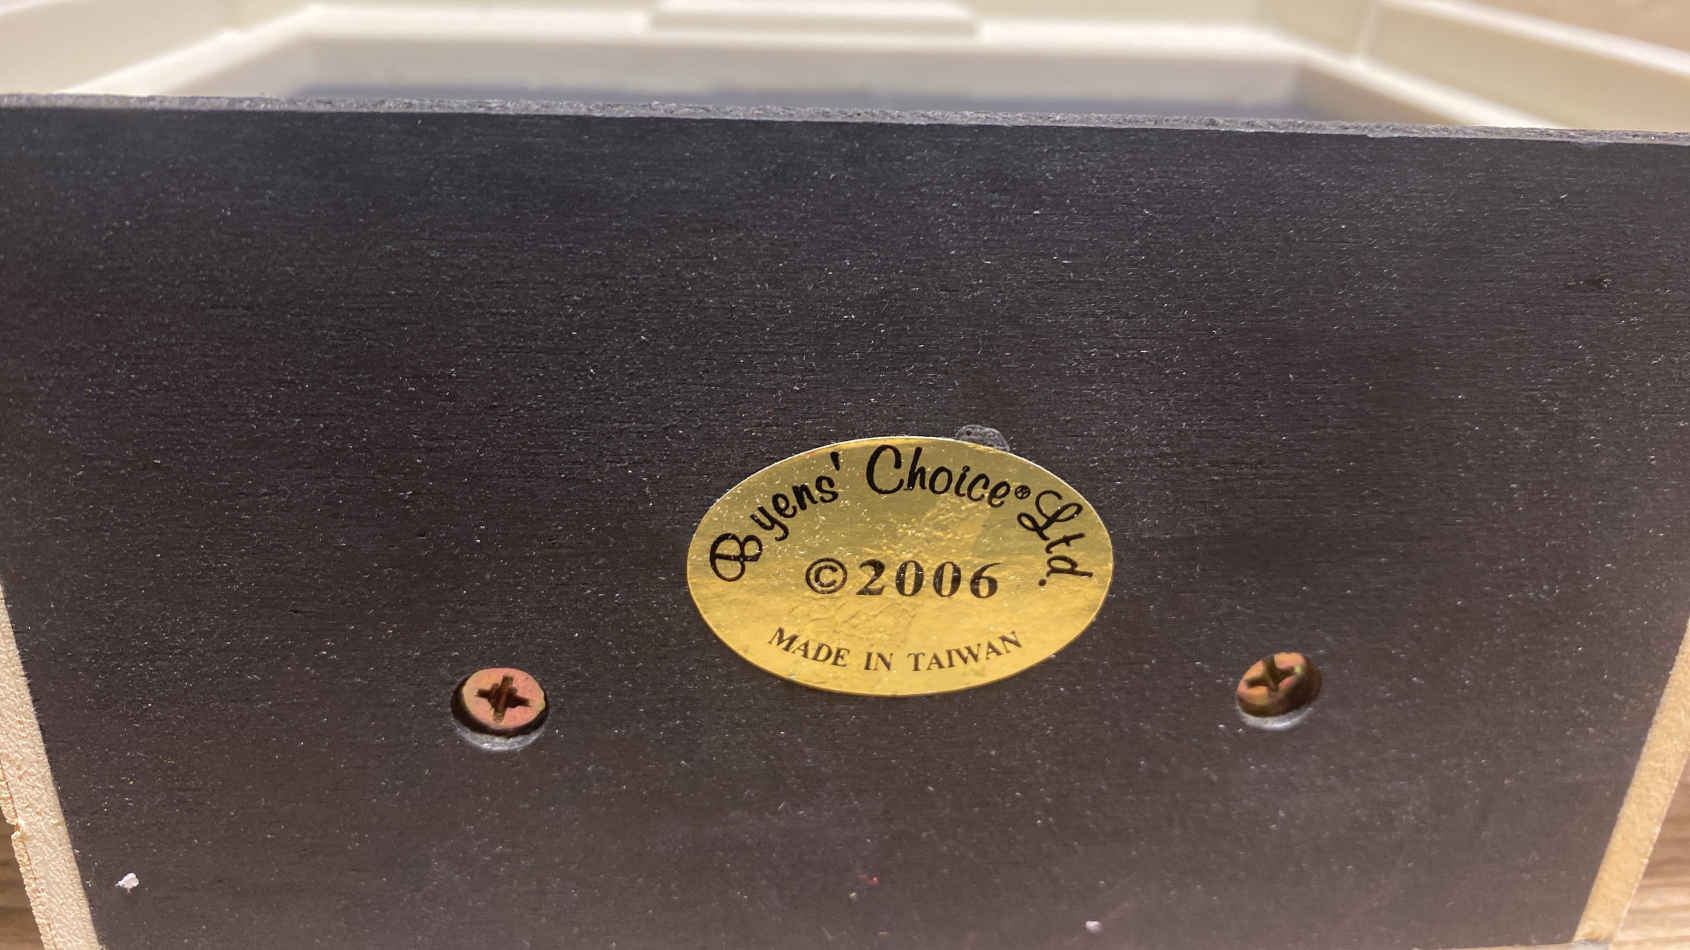 Byens' Choice® Ltd.
©2006
MADE IN TAIWAN